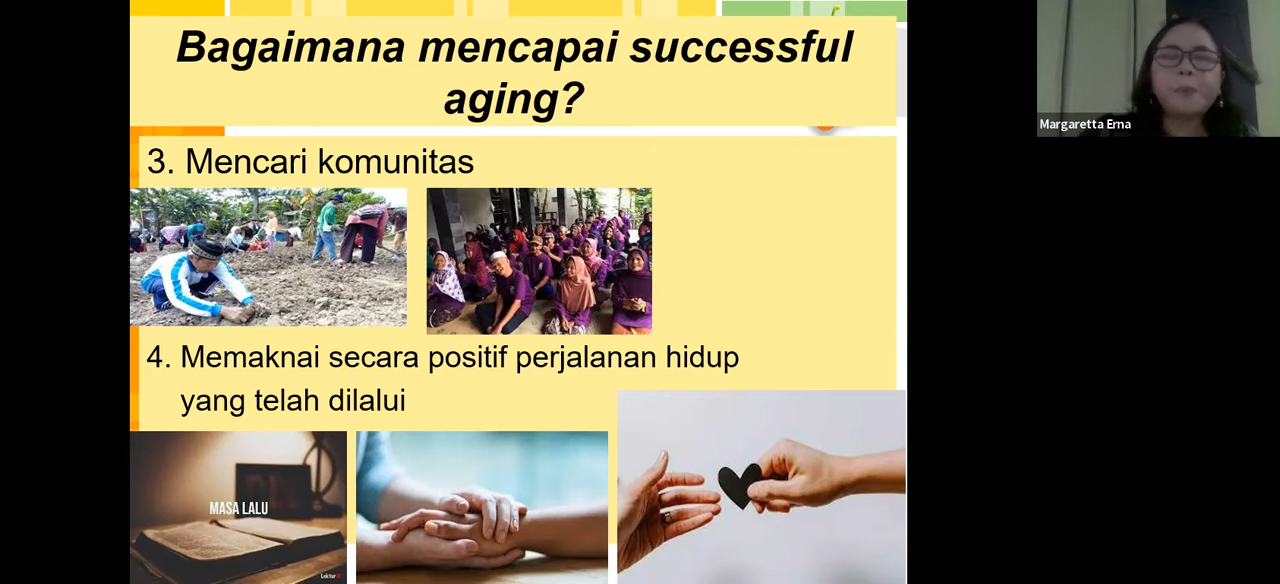 Bagaimana mencapai successful
aging?
Margaretta Erna
3. Mencari komunitas
4. Memaknai secara positif perjalanan hidup
yang telah dilalui
MASA LALU